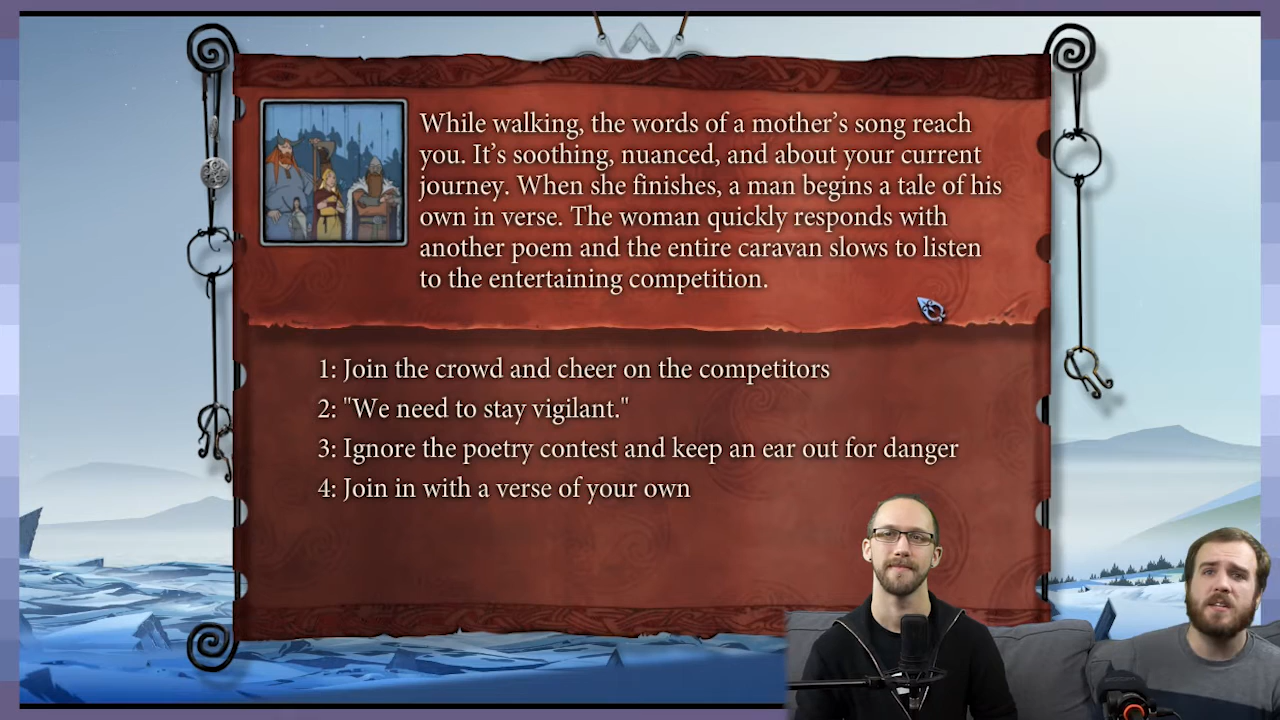 While walking, the words of a mother's song reach
you. It's soothing, nuanced, and about your current
journey. When she finishes, a man begins a tale of his
own in verse. The woman quickly responds with
another poem and the entire caravan slows to listen
to the entertaining competition.
1: Join the crowd and cheer on the competitors
2: "We need to stay vigilant."
3: Ignore the poetry contest and keep an ear out for danger
4: Join in with a verse of your own